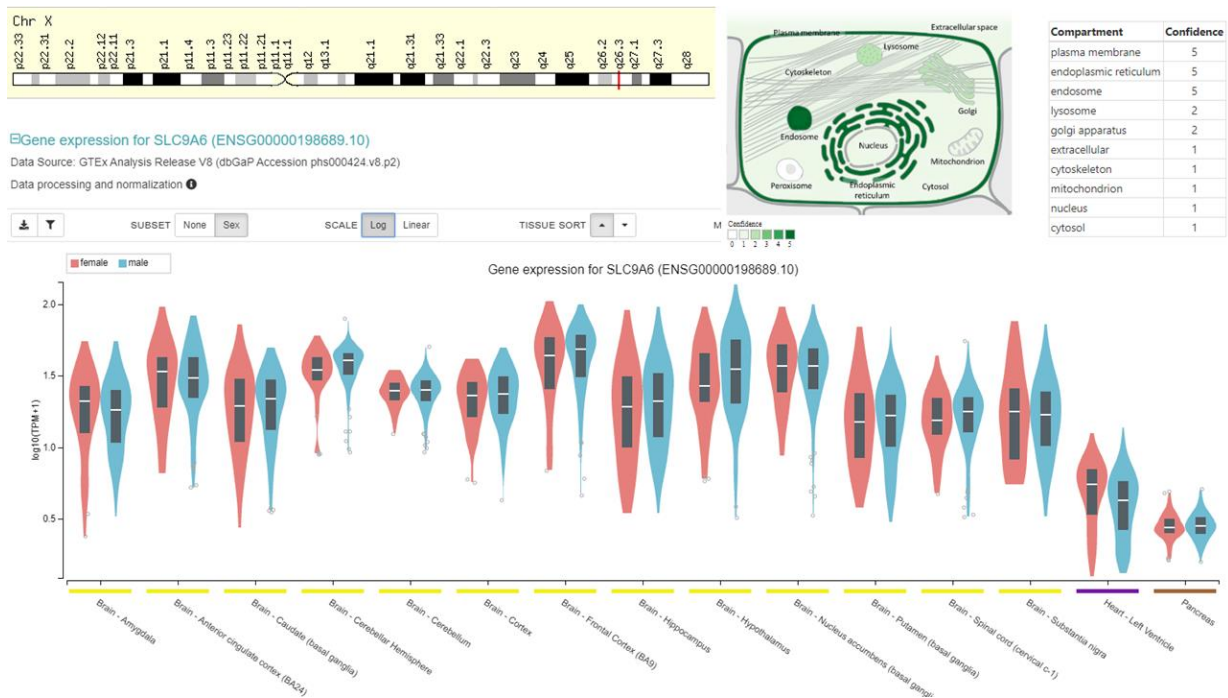 Chr X
p22.33
p22.31
p22.2
p22.12
p22.11
p21.3
p21.1
p11.4
p11.3
p11.23
p11.22
p11.21
p11.1
q11.1
q12
q13.1
q21.1
q21.31
q21.33
q22.1
q22.2
q22.3
q23
q24
q25
q26.2
q26.3
q27.1
q27.3
q28
Gene expression for SLC9A6 (ENSG00000198689.10)
Data Source: GTEx Analysis Release V8 (dbGaP Accession phs000424.v8.p2)
Data processing and normalization
SUBSET None Sex SCALE Log Linear TISSUE SORT M
Plasma membrane
Extracellular space
Lysosome
Cytoskeleton
Golgi
Endosome
Nucleus
Mitochondrion
Peroxisome
Endoplasmic
reticulum
Cytosol
Confidence
0 1 2 3 4 5
Compartment Confidence
plasma membrane 5
endoplasmic reticulum 5
endosome 5
lysosome 2
golgi apparatus 2
extracellular 1
cytoskeleton 1
mitochondrion 1
nucleus 1
cytosol 1
female male
Gene expression for SLC9A6 (ENSG00000198689.10)
log10(TPM+1)
2.0
1.5
1.0
0.5
Brain - Amygdala
Brain - Anterior cingulate cortex (BA24)
Brain - Caudate (basal ganglia)
Brain - Cerebellar Hemisphere
Brain - Cerebellum
Brain - Cortex
Brain - Frontal Cortex (BA9)
Brain - Hippocampus
Brain - Hypothalamus
Brain - Nucleus accumbens (basal gangli
Brain - Putamen (basal ganglia)
Brain - Spinal cord (cervical c-1)
Brain - Substantia nigra
Heart - Left Ventricle
Pancreas